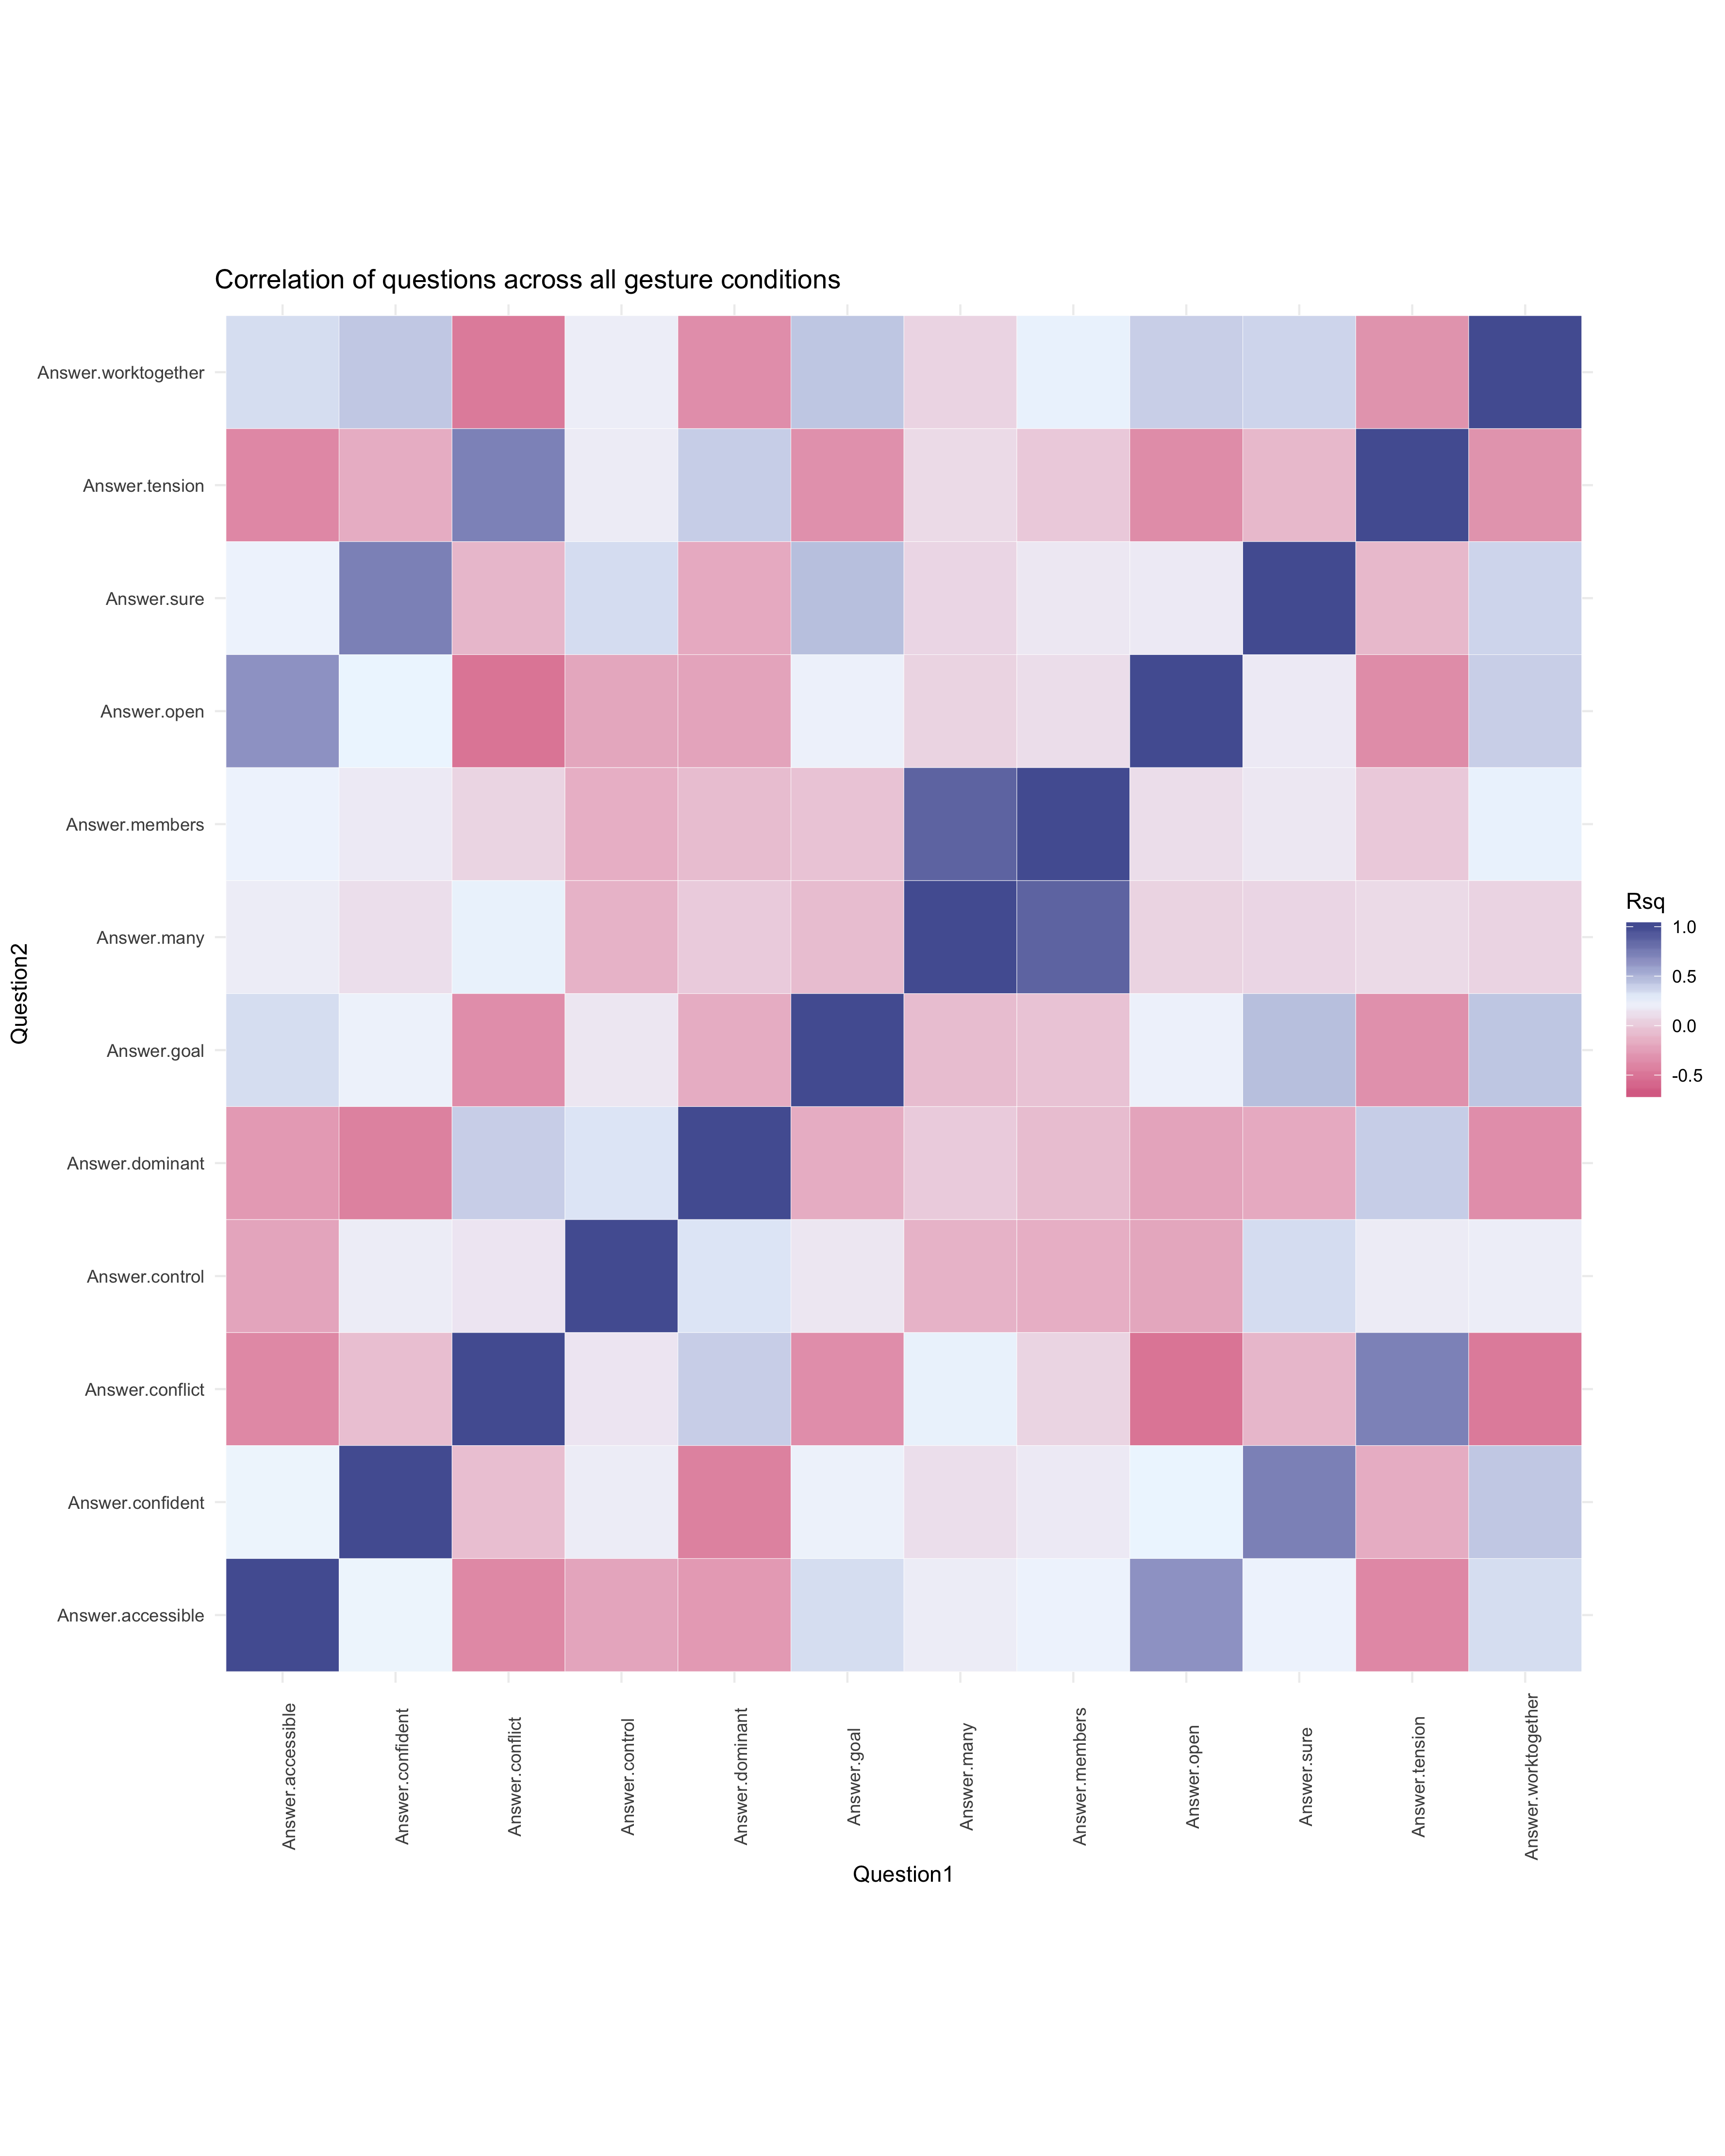 Correlation of questions across all gesture conditions
Question2
Answer.worktogether
Answer.tension
Answer.sure
Answer.open
Answer.members
Answer.many
Answer.goal
Answer.dominant
Answer.control
Answer.conflict
Answer.confident
Answer.accessible
Answer.accessible
Answer.confident
Answer.conflict
Answer.control
Answer.dominant
Answer.goal
Answer.many
Answer.members
Answer.open
Answer.sure
Answer.tension
Answer.worktogether
Question1
Rsq
1.0
0.5
0.0
-0.5